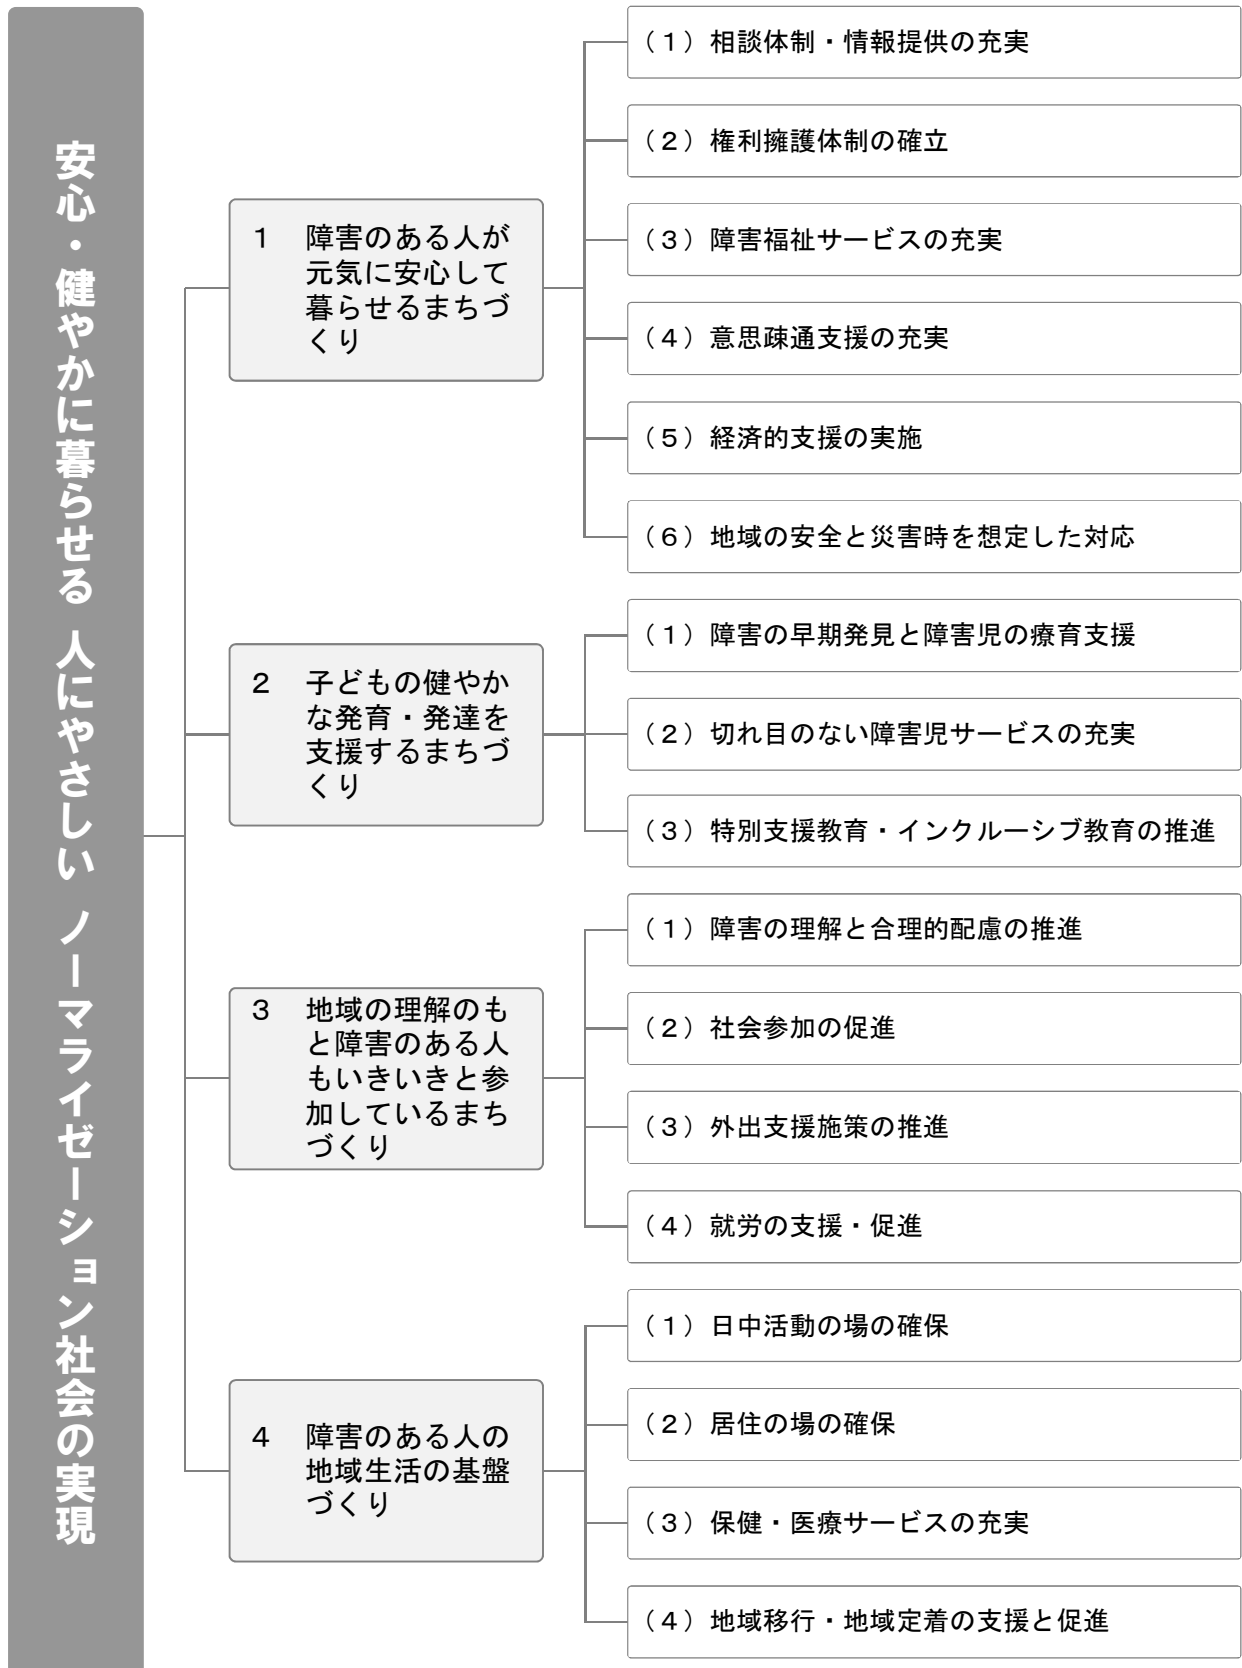 安心・健やかに暮らせる 人にやさしい ノーマライゼーション社会の実現
1 障害のある人が
元気に安心して
暮らせるまちづ
くり
(1)相談体制・情報提供の充実
(2)権利擁護体制の確立
(3)障害福祉サービスの充実
(4)意思疎通支援の充実
(5)経済的支援の実施
(6)地域の安全と災害時を想定した対応
2 子どもの健やか
な発育・発達を
支援するまちづ
くり
(1)障害の早期発見と障害児の療育支援
(2)切れ目のない障害児サービスの充実
(3)特別支援教育・インクルーシブ教育の推進
3 地域の理解のも
と障害のある人
もいきいきと参
加しているまち
づくり
(1)障害の理解と合理的配慮の推進
(2)社会参加の促進
(3)外出支援施策の推進
(4)就労の支援・促進
4 障害のある人の
地域生活の基盤
づくり
(1)日中活動の場の確保
(2)居住の場の確保
(3)保健・医療サービスの充実
(4)地域移行・地域定着の支援と促進